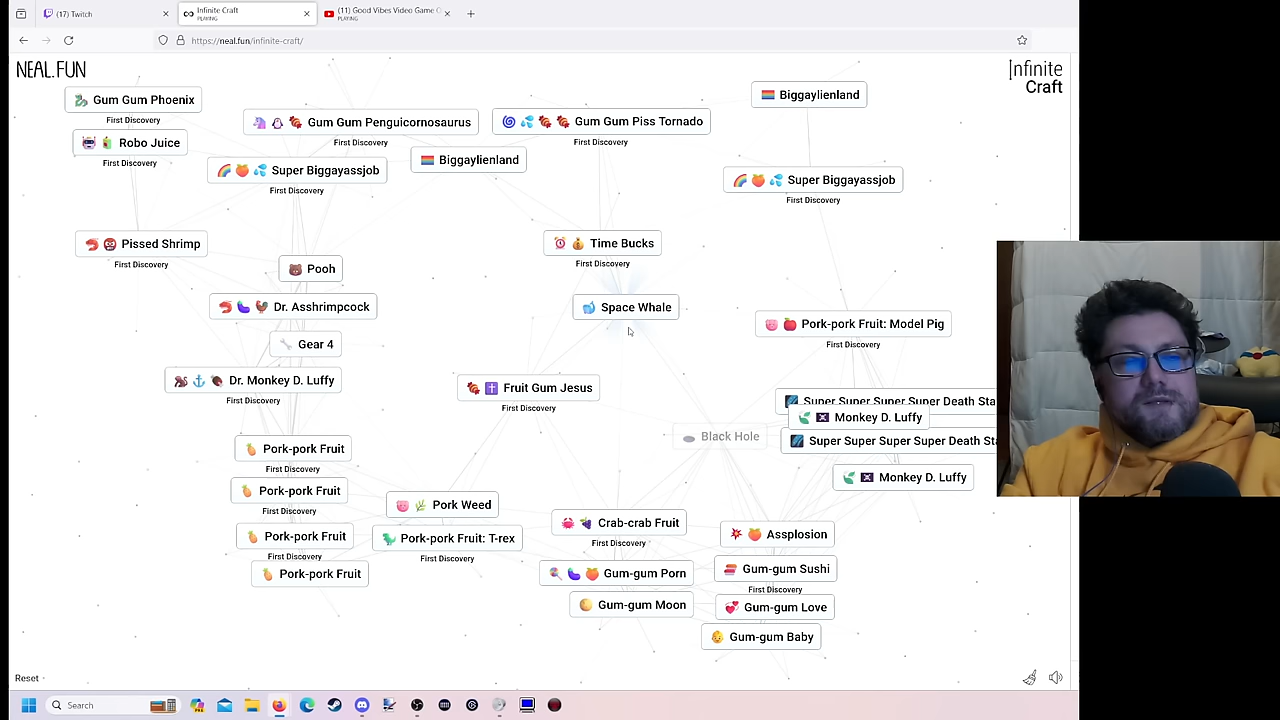 (17) Twitch
Infinite Craft
PLAYING
(11) Good Vibes Video Game
PLAYING
https://neal.fun/infinite-craft/
NEAL.FUN
Infinite
Craft
Biggaylienland
Gum Gum Phoenix
First Discovery
Gum Gum Penguicornosaurus
First Discovery
Gum Gum Piss Tornado
First Discovery
Robo Juice
First Discovery
Biggaylienland
Super Biggayassjob
First Discovery
Super Biggayassjob
First Discovery
Pissed Shrimp
First Discovery
Time Bucks
First Discovery
Pooh
Dr. Asshrimpcock
Space Whale
Pork-pork Fruit: Model Pig
First Discovery
Gear 4
Dr. Monkey D. Luffy
First Discovery
Fruit Gum Jesus
First Discovery
Super Super Super Super Death Sta
Monkey D. Luffy
Black Hole
Super Super Super Super Death Sta
Monkey D. Luffy
Pork-pork Fruit
First Discovery
Pork-pork Fruit
First Discovery
Pork Weed
Pork-pork Fruit
First Discovery
Pork-pork Fruit: T-rex
First Discovery
Pork-pork Fruit
Crab-crab Fruit
First Discovery
Assplosion
Gum-gum Porn
Gum-gum Sushi
First Discovery
Gum-gum Moon
Gum-gum Love
Gum-gum Baby
Reset
Search